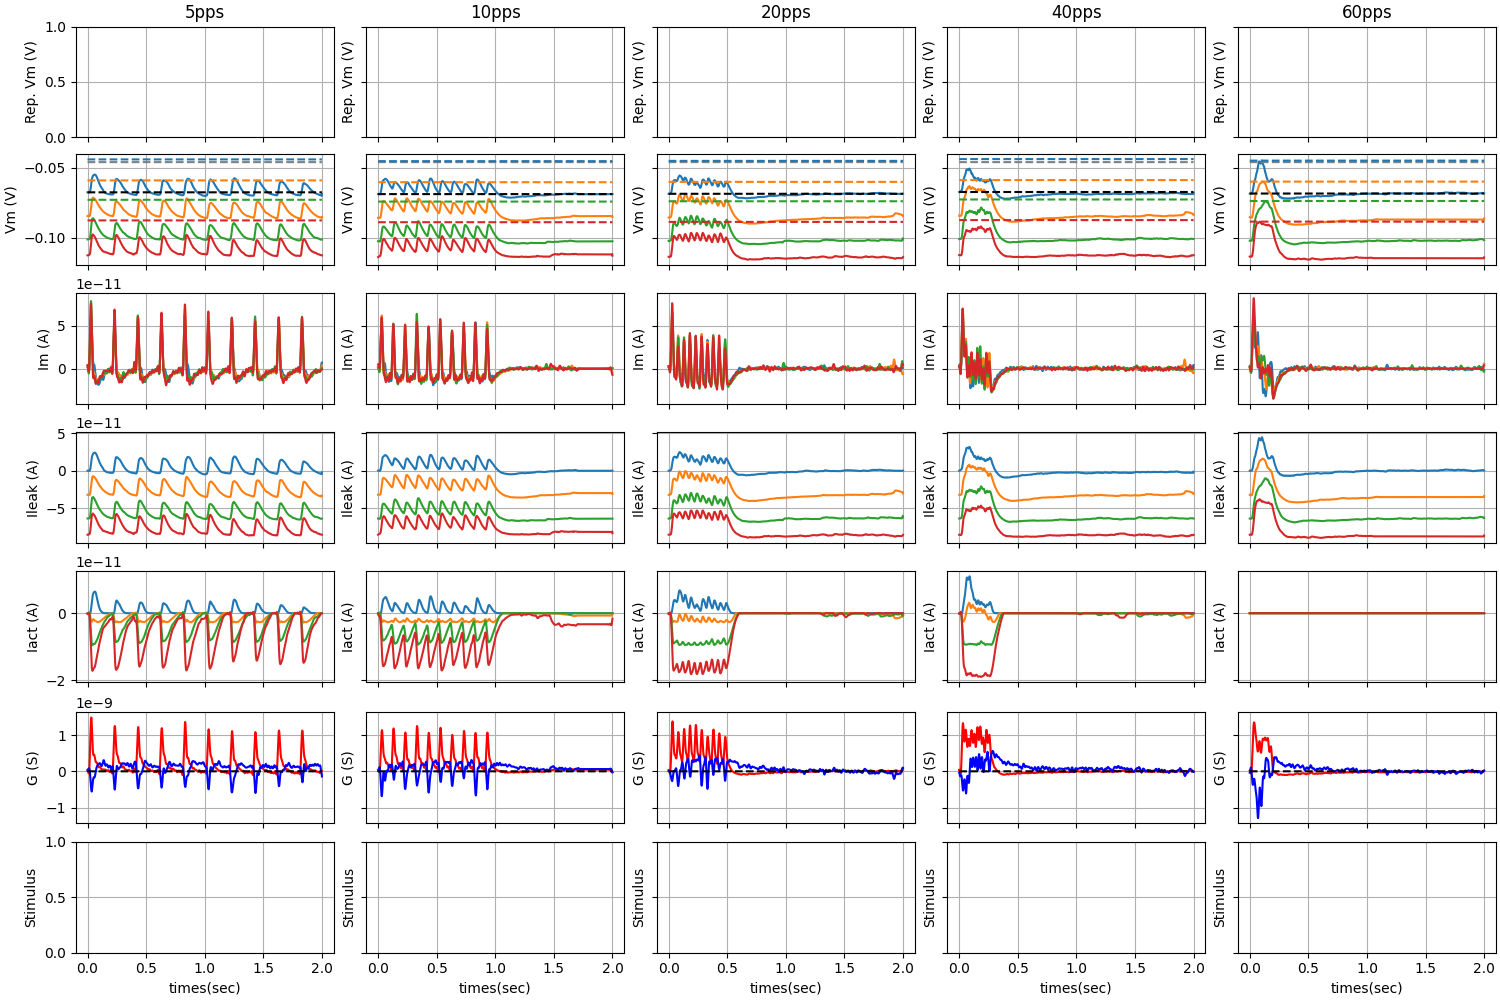 5pps 10pps 20pps 40pps 60pps
1.0
0.5
0.0
Rep. Vm (V) Rep. Vm (V) Rep. Vm (V) Rep. Vm (V) Rep. Vm (V)
−0.05
−0.10
Vm (V) Vm (V) Vm (V) Vm (V) Vm (V)
1e−11
5
0
Im (A) Im (A) Im (A) Im (A) Im (A)
1e−11
5
0
−5
Ileak (A) Ileak (A) Ileak (A) Ileak (A) Ileak (A)
1e−11
0
−2
Iact (A) Iact (A) Iact (A) Iact (A) Iact (A)
1e−9
1
0
−1
G (S) G (S) G (S) G (S) G (S)
1.0
0.5
0.0
Stimulus Stimulus Stimulus Stimulus Stimulus
0.0 0.5 1.0 1.5 2.0 0.0 0.5 1.0 1.5 2.0 0.0 0.5 1.0 1.5 2.0 0.0 0.5 1.0 1.5 2.0 0.0 0.5 1.0 1.5 2.0
times(sec) times(sec) times(sec) times(sec) times(sec)